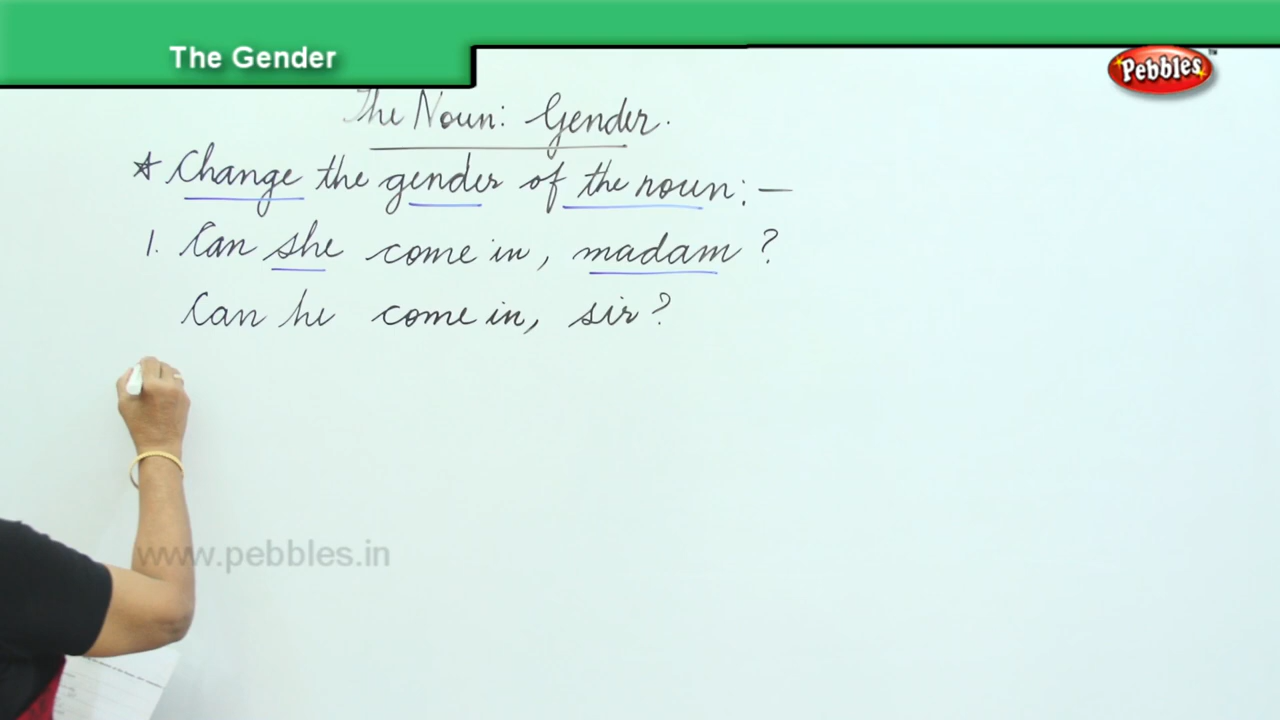 The Gender
Pebbles™
The Noun: Gender.
* Change the gender of the noun: —
1. Can she come in, madam?
Can he come in, sir?
www.pebbles.in